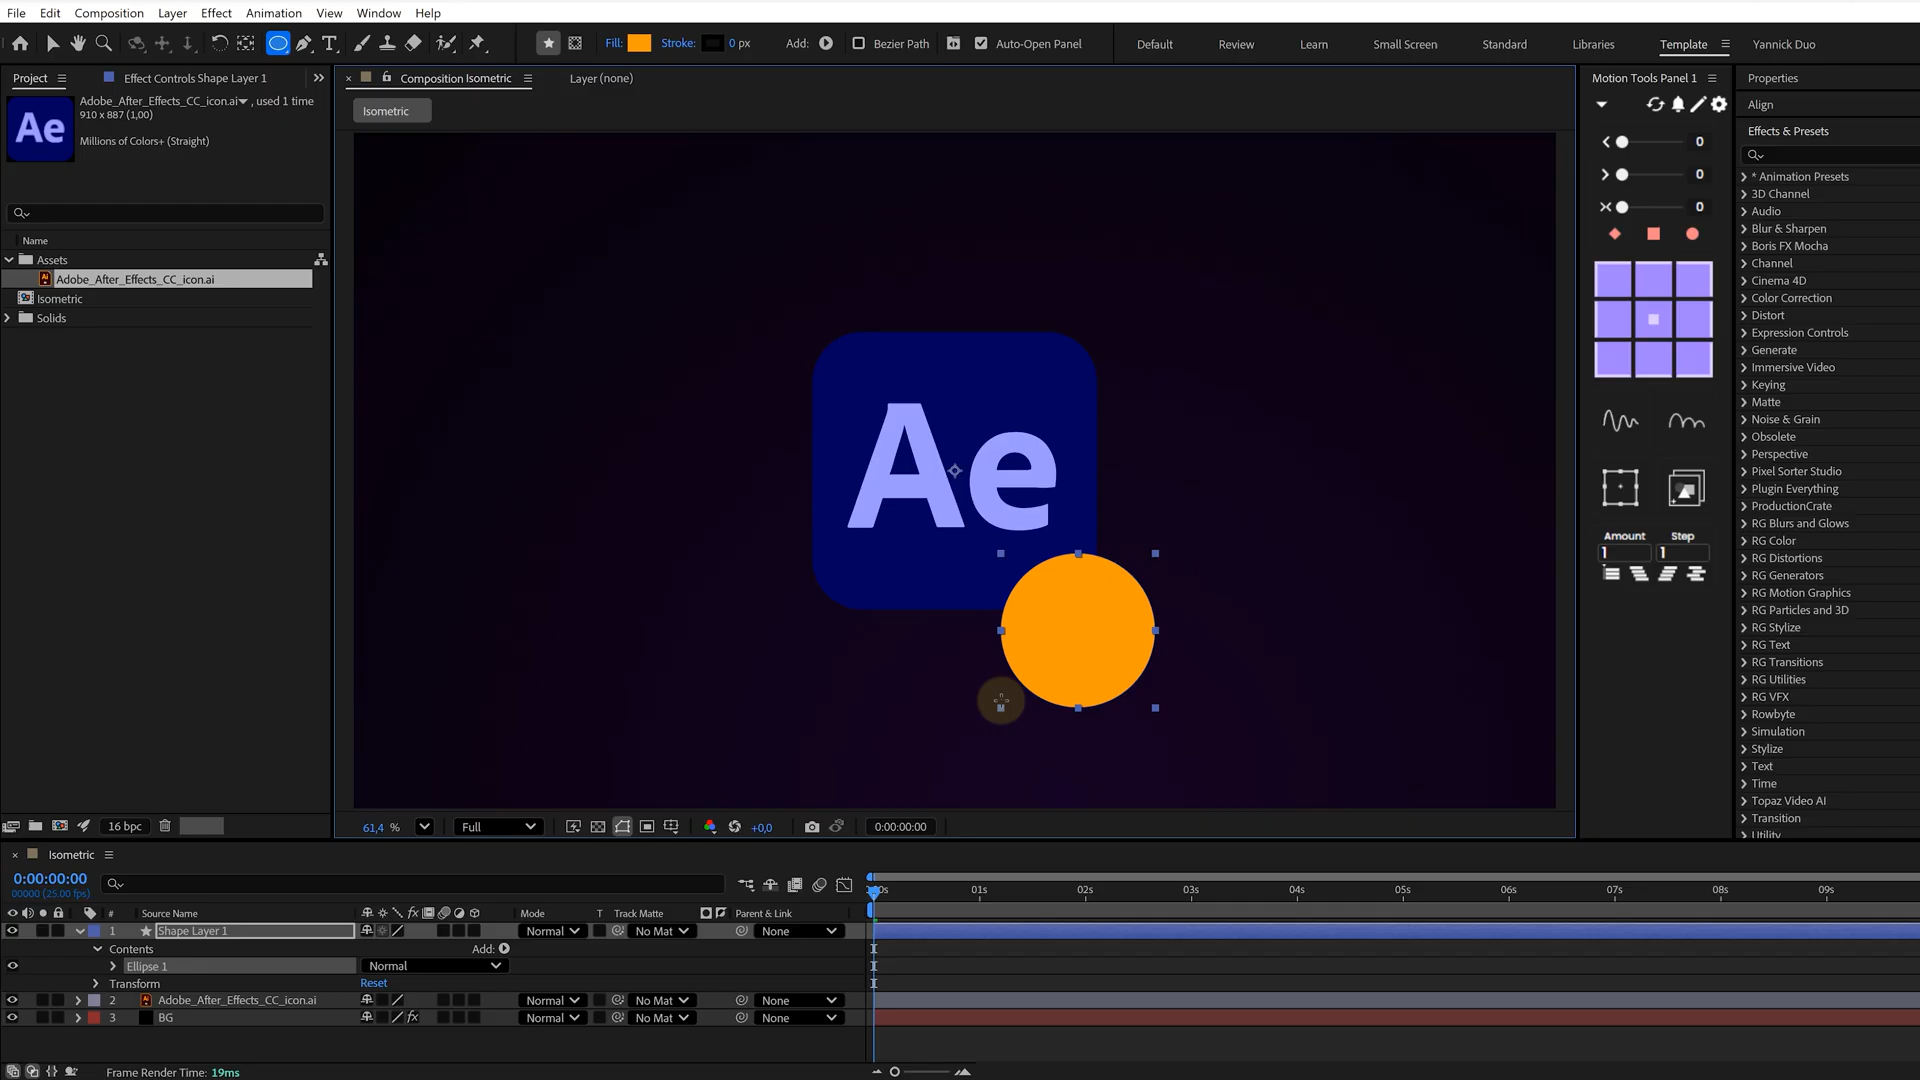 File Edit Composition Layer Effect Animation View Window Help
Fill: Stroke: 0 px Add: Bezier Path Auto-Open Panel Default Review Learn Small Screen Standard Libraries Template Yannick Duo
Project Effect Controls Shape Layer 1
Adobe_After_Effects_CC_icon.ai , used 1 time
910 x 887 (1,00)
Millions of Colors+ (Straight)
Ae
Name
Assets
Adobe_After_Effects_CC_icon.ai
Isometric
Solids
16 bpc
Composition Isometric Layer (none)
Isometric
Ae
61,4 % Full +0,0 0:00:00:00
Motion Tools Panel 1
0
0
0
Amount Step
1 1
Properties
Align
Effects & Presets
* Animation Presets
3D Channel
Audio
Blur & Sharpen
Boris FX Mocha
Channel
Cinema 4D
Color Correction
Distort
Expression Controls
Generate
Immersive Video
Keying
Matte
Noise & Grain
Obsolete
Perspective
Pixel Sorter Studio
Plugin Everything
ProductionCrate
RG Blurs and Glows
RG Color
RG Distortions
RG Generators
RG Motion Graphics
RG Particles and 3D
RG Stylize
RG Text
RG Transitions
RG Utilities
RG VFX
Rowbyte
Simulation
Stylize
Text
Time
Topaz Video AI
Transition
Utility
Isometric
0:00:00:00
00000 (25.00 fps)
01s 02s 03s 04s 05s 06s 07s 08s 09s
# Source Name Mode T Track Matte Parent & Link
1 Shape Layer 1 Normal No Mat None
Contents Add:
Ellipse 1 Normal
Transform Reset
2 Adobe_After_Effects_CC_icon.ai Normal No Mat None
3 BG Normal No Mat None
Frame Render Time: 19ms